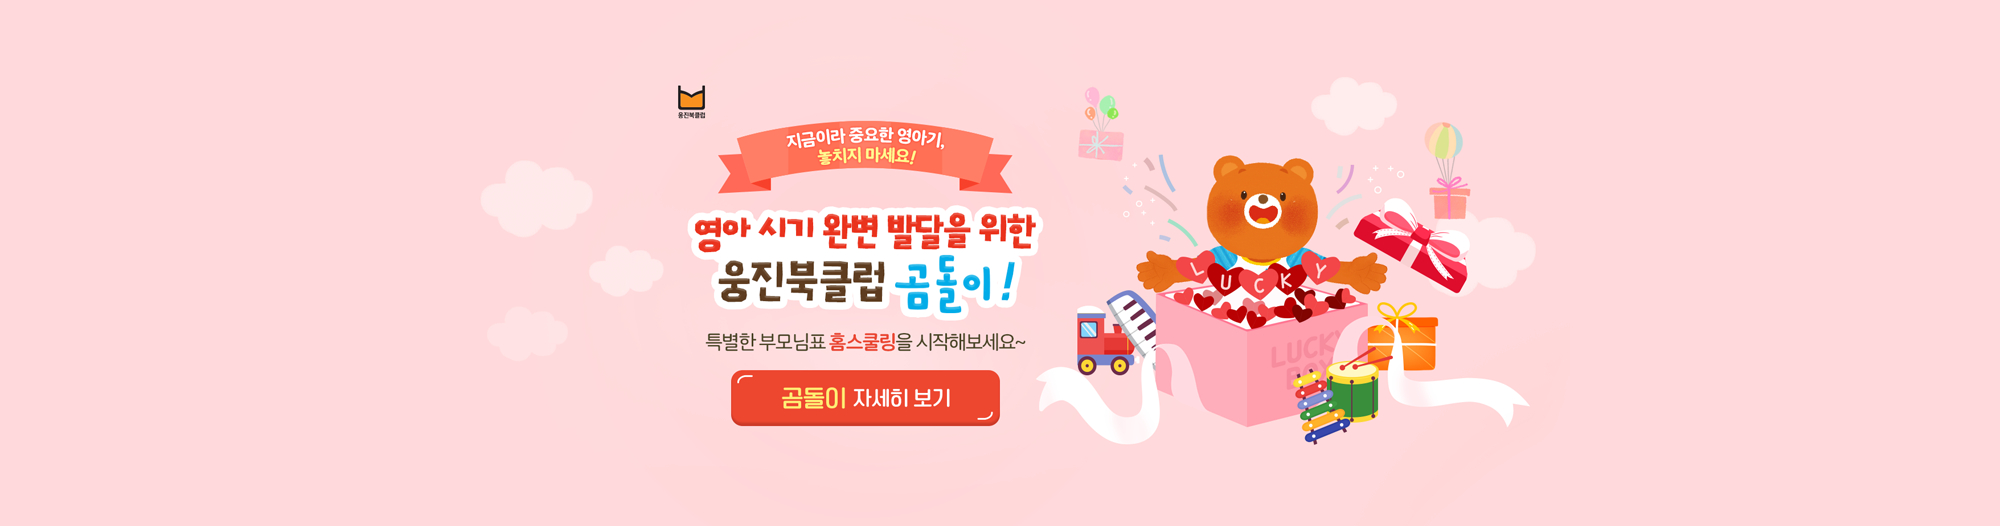 웅진북클럽
지금이라 중요한 영아기,
놓치지 마세요!
영아 시기 완변 발달을 위한
웅진북클럽 곰돌이!
특별한 부모님표 홈스쿨링을 시작해보세요~
곰돌이 자세히 보기
LUCKY
LUCKY
BOX